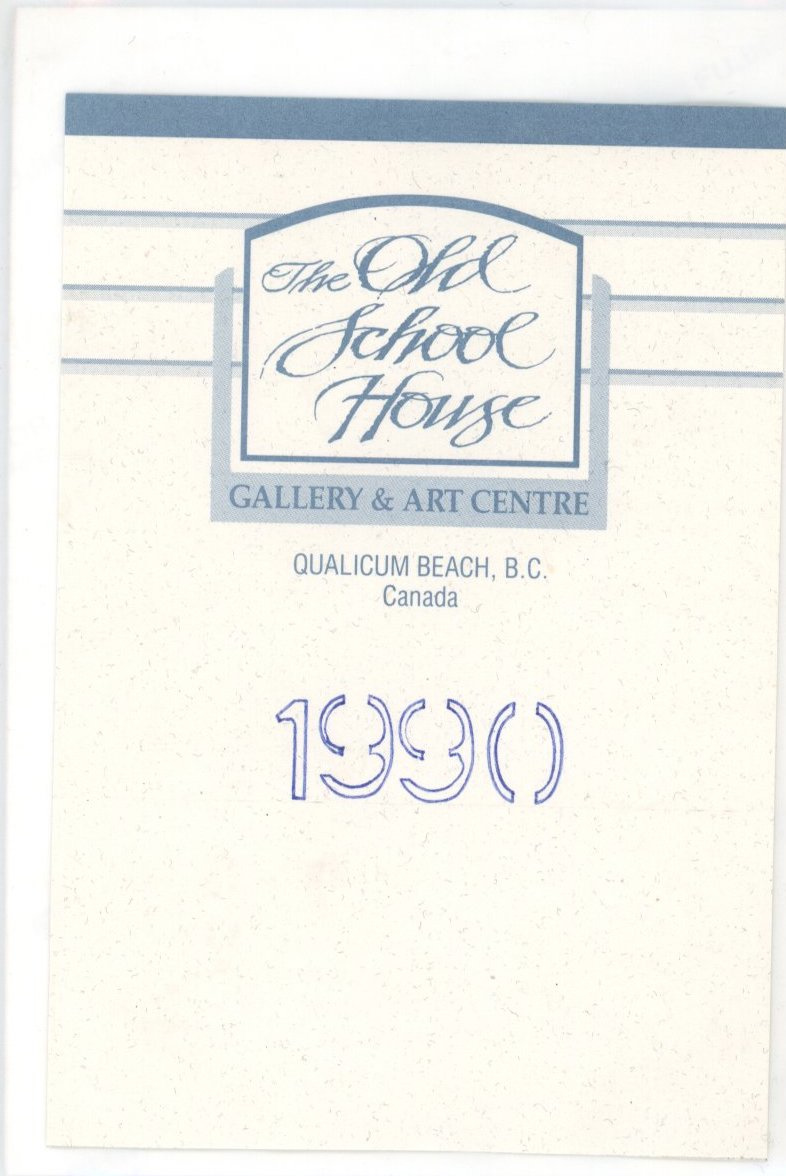 The Old
School
House
GALLERY & ART CENTRE
QUALICUM BEACH, B.C.
Canada
1990